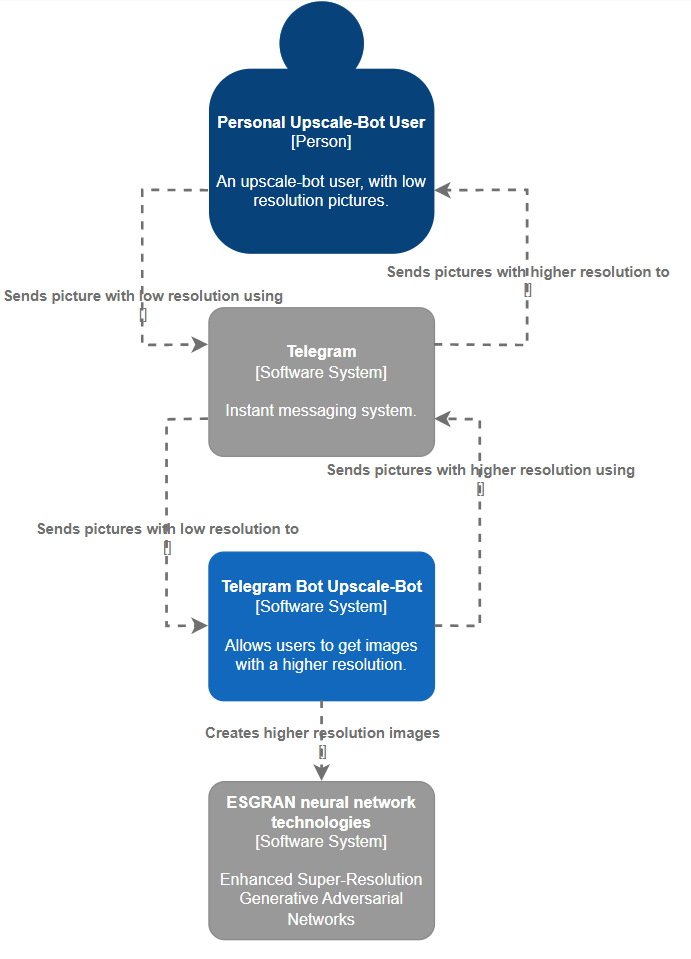 Personal Upscale-Bot User
[Person]
An upscale-bot user, with low
resolution pictures.
Sends pictures with higher resolution to
[]
Sends picture with low resolution using
[]
Telegram
[Software System]
Instant messaging system.
Sends pictures with higher resolution using
[]
Sends pictures with low resolution to
[]
Telegram Bot Upscale-Bot
[Software System]
Allows users to get images
with a higher resolution.
Creates higher resolution images
[]
ESGRAN neural network
technologies
[Software System]
Enhanced Super-Resolution
Generative Adversarial
Networks